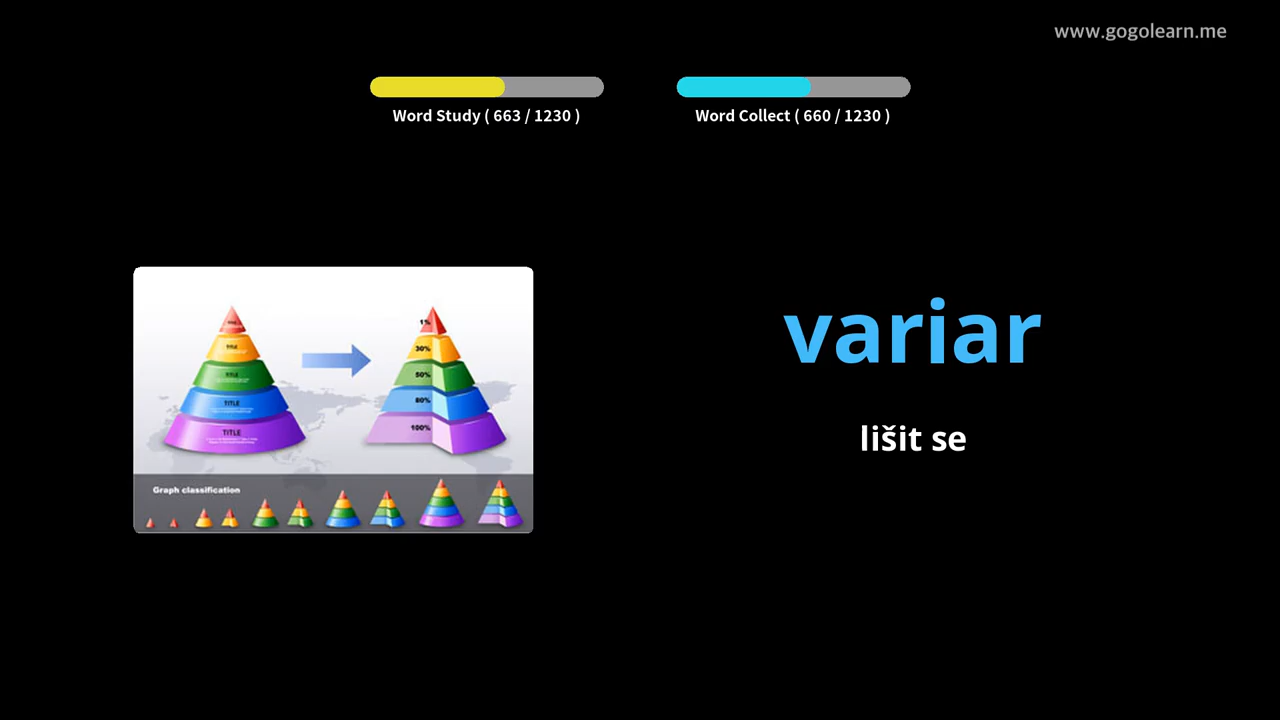 www.gogolearn.me
Word Study ( 663 / 1230 )
Word Collect ( 660 / 1230 )
variar
lišit se
TITLE
TITLE
TITLE
TITLE
1%
30%
50%
80%
100%
Graph classification